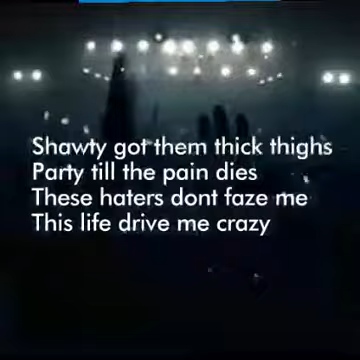 Shawty got them thick thighs
Party till the pain dies
These haters dont faze me
This life drive me crazy